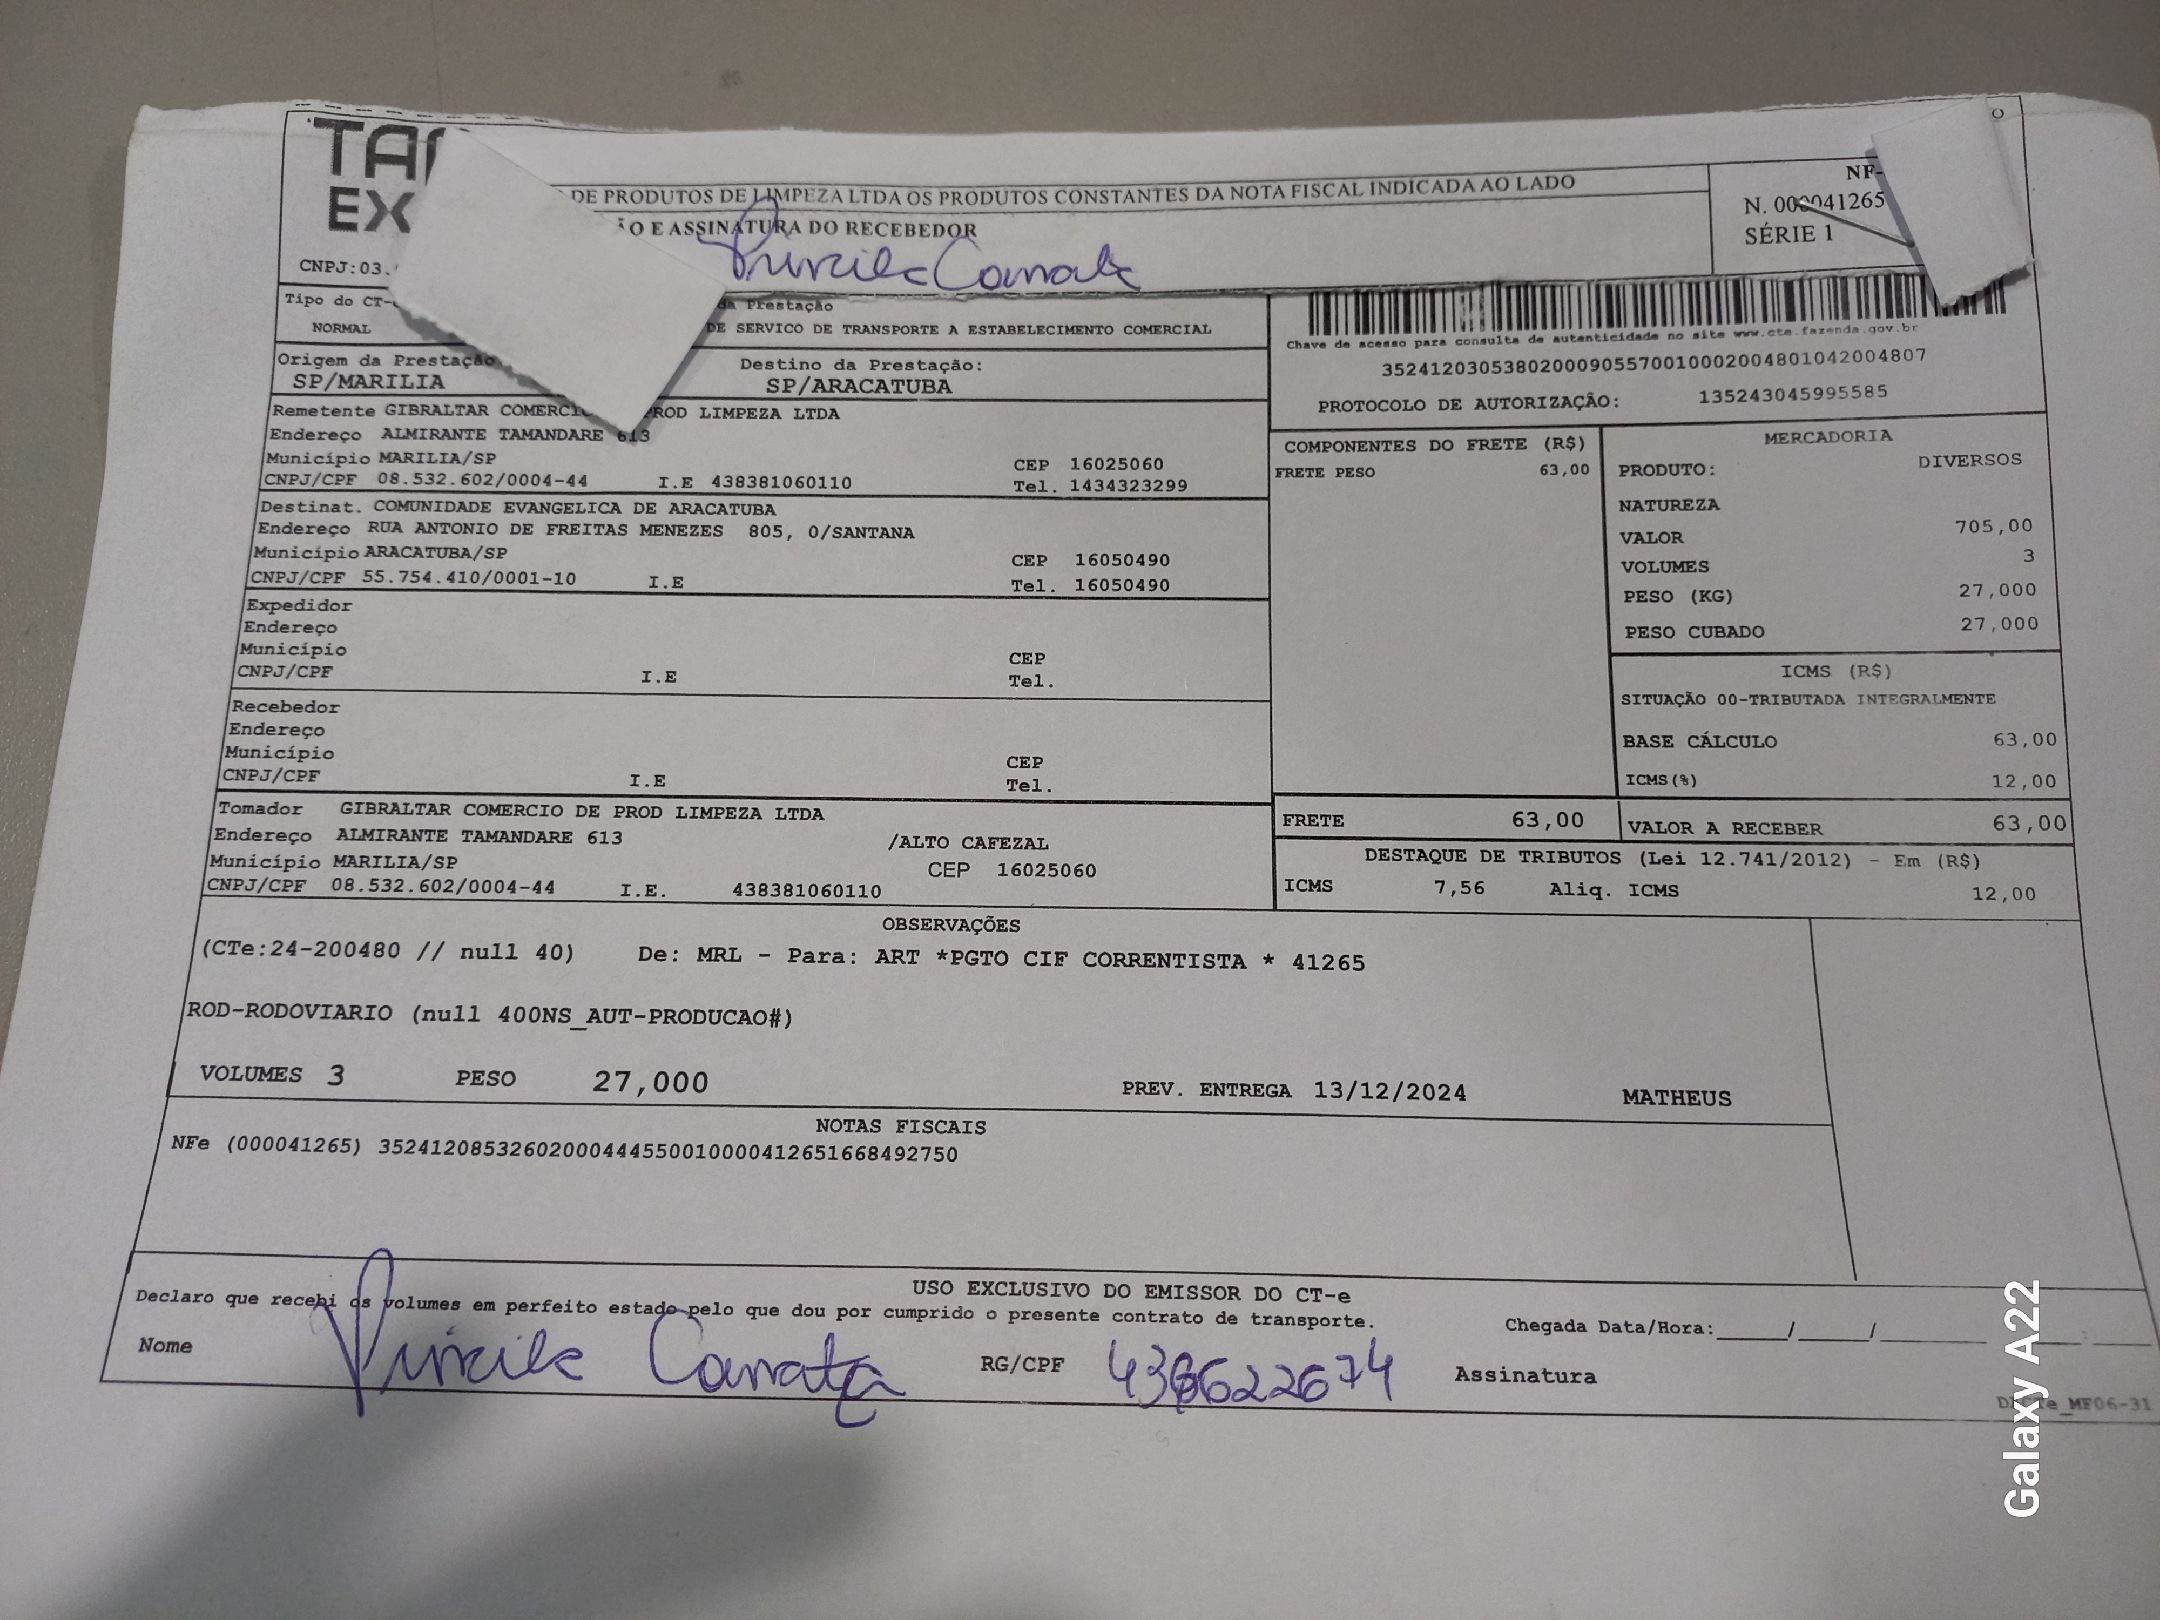 EX
DE PRODUTOS DE LIMPEZA LTDA OS PRODUTOS CONSTANTES DA NOTA FISCAL INDICADA AO LADO
E ASSINATURA DO RECEBEDOR
NF-
N. 000041265
SÉRIE 1
CNPJ:03.
Tipo do CT-
NORMAL
Prestação
DE SERVICO DE TRANSPORTE A ESTABELECIMENTO COMERCIAL
Origem da Prestação
SP/MARILIA
Destino da Prestação:
SP/ARACATUBA
Chave de acesso para consulta de autenticidade no site www.cte.fazenda.gov.br
35241203053802000905570010002004801042004807
PROTOCOLO DE AUTORIZAÇÃO: 135243045995585
Remetente GIBRALTAR COMERCIO PROD LIMPEZA LTDA
Endereço ALMIRANTE TAMANDARE 613
Município MARILIA/SP CEP 16025060
CNPJ/CPF 08.532.602/0004-44 I.E 438381060110 Tel. 1434323299
Destinat. COMUNIDADE EVANGELICA DE ARACATUBA
Endereço RUA ANTONIO DE FREITAS MENEZES 805, 0/SANTANA
Município ARACATUBA/SP CEP 16050490
CNPJ/CPF 55.754.410/0001-10 I.E Tel. 16050490
Expedidor
Endereço
Município CEP
CNPJ/CPF I.E Tel.
Recebedor
Endereço
Município CEP
CNPJ/CPF I.E Tel.
Tomador GIBRALTAR COMERCIO DE PROD LIMPEZA LTDA
Endereço ALMIRANTE TAMANDARE 613 /ALTO CAFEZAL
Município MARILIA/SP CEP 16025060
CNPJ/CPF 08.532.602/0004-44 I.E. 438381060110
COMPONENTES DO FRETE (R$)
FRETE PESO 63,00
MERCADORIA
PRODUTO: DIVERSOS
NATUREZA
VALOR 705,00
VOLUMES 3
PESO (KG) 27,000
PESO CUBADO 27,000
ICMS (R$)
SITUAÇÃO 00-TRIBUTADA INTEGRALMENTE
BASE CÁLCULO 63,00
ICMS(%) 12,00
FRETE 63,00 VALOR A RECEBER 63,00
DESTAQUE DE TRIBUTOS (Lei 12.741/2012) - Em (R$)
ICMS 7,56 Aliq. ICMS 12,00
OBSERVAÇÕES
(CTe:24-200480 // null 40) De: MRL - Para: ART *PGTO CIF CORRENTISTA * 41265
ROD-RODOVIARIO (null 400NS_AUT-PRODUCAO#)
VOLUMES 3 PESO 27,000 PREV. ENTREGA 13/12/2024 MATHEUS
NOTAS FISCAIS
NFe (000041265) 35241208532602000444550010000412651668492750
USO EXCLUSIVO DO EMISSOR DO CT-e
Declaro que recebi os volumes em perfeito estado pelo que dou por cumprido o presente contrato de transporte.
Chegada Data/Hora:_____/_____/_____
Nome RG/CPF Assinatura
Galaxy A22